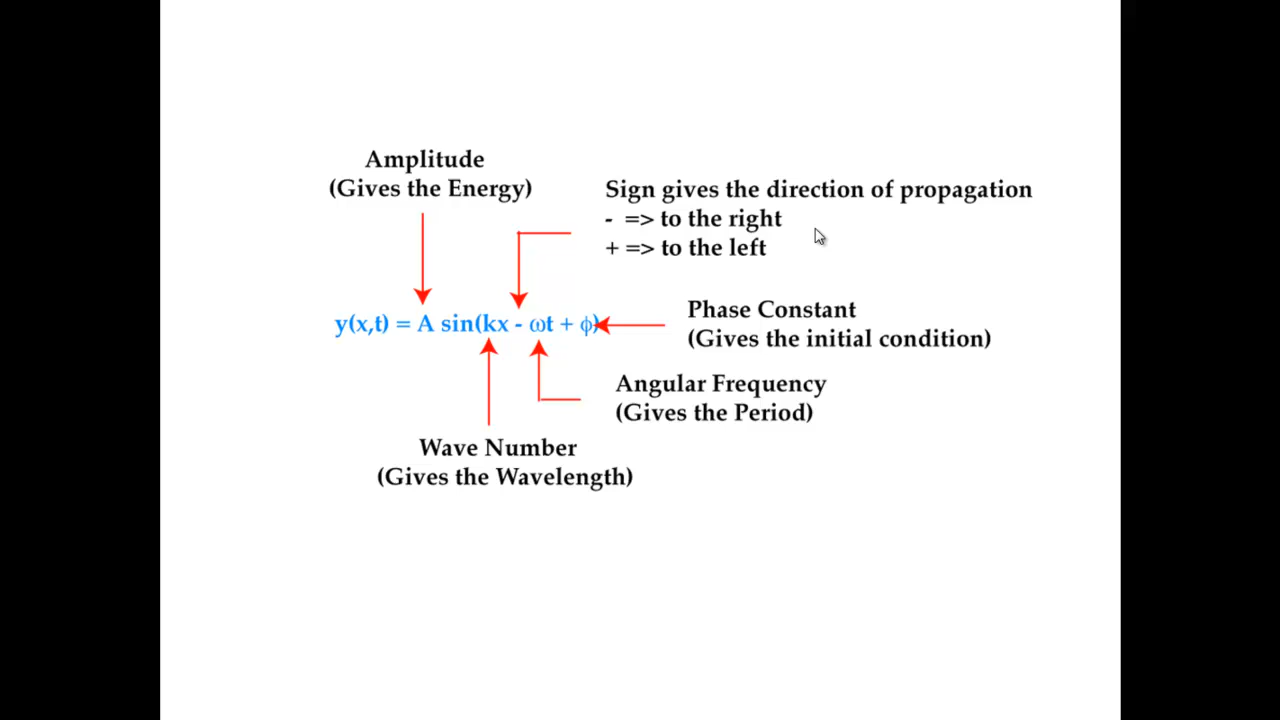 Amplitude
(Gives the Energy)
Sign gives the direction of propagation
- => to the right
+ => to the left
y(x,t) = A sin(kx - ωt + ϕ)
Phase Constant
(Gives the initial condition)
Angular Frequency
(Gives the Period)
Wave Number
(Gives the Wavelength)